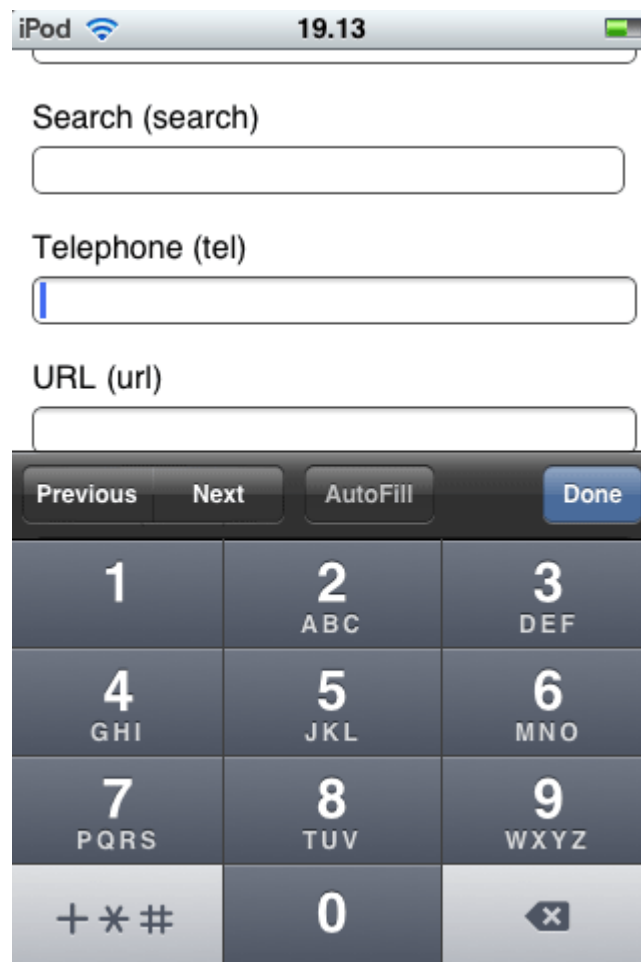 iPod 19.13
Search (search)
Telephone (tel)
URL (url)
Previous Next AutoFill Done
1 2 3
ABC DEF
4 5 6
GHI JKL MNO
7 8 9
PQRS TUV WXYZ
+*# 0